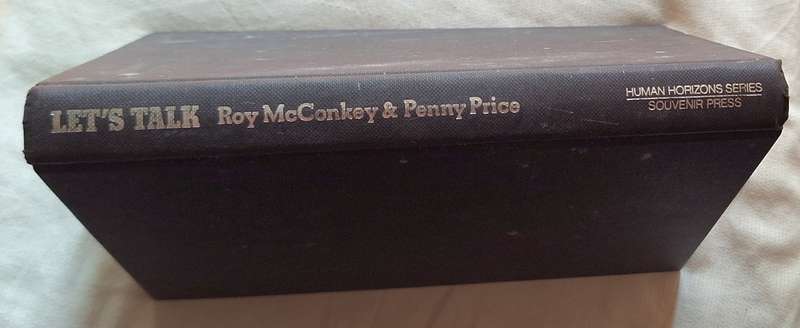 LET'S TALK Roy McConkey & Penny Price
HUMAN HORIZONS SERIES
SOUVENIR PRESS